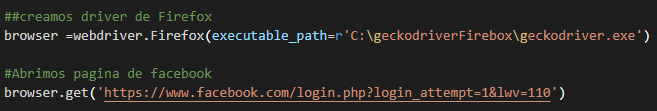 ##creamos driver de Firefox
browser =webdriver.Firefox(executable_path=r'C:\geckodriverFirebox\geckodriver.exe')
#Abrimos pagina de facebook
browser.get('https://www.facebook.com/login.php?login_attempt=1&lwv=110')